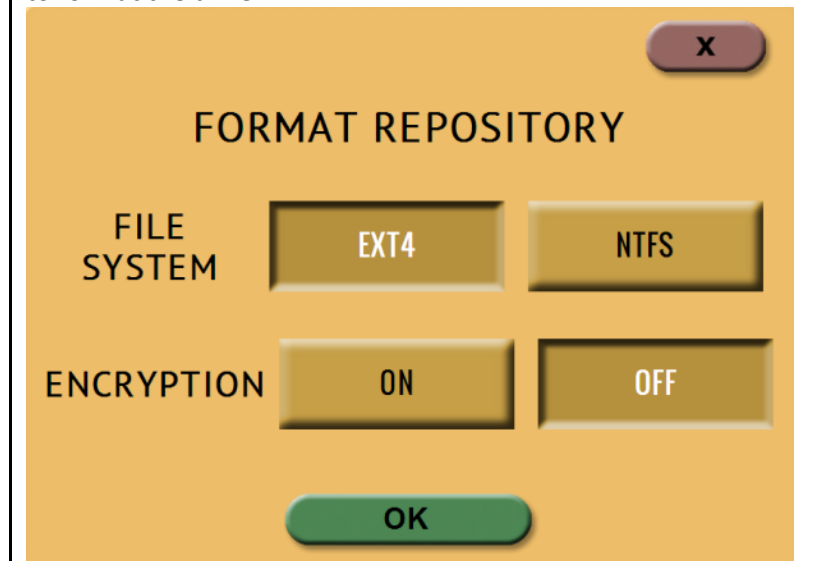 X
FORMAT REPOSITORY
FILE
SYSTEM
EXT4
NTFS
ENCRYPTION
ON
OFF
OK